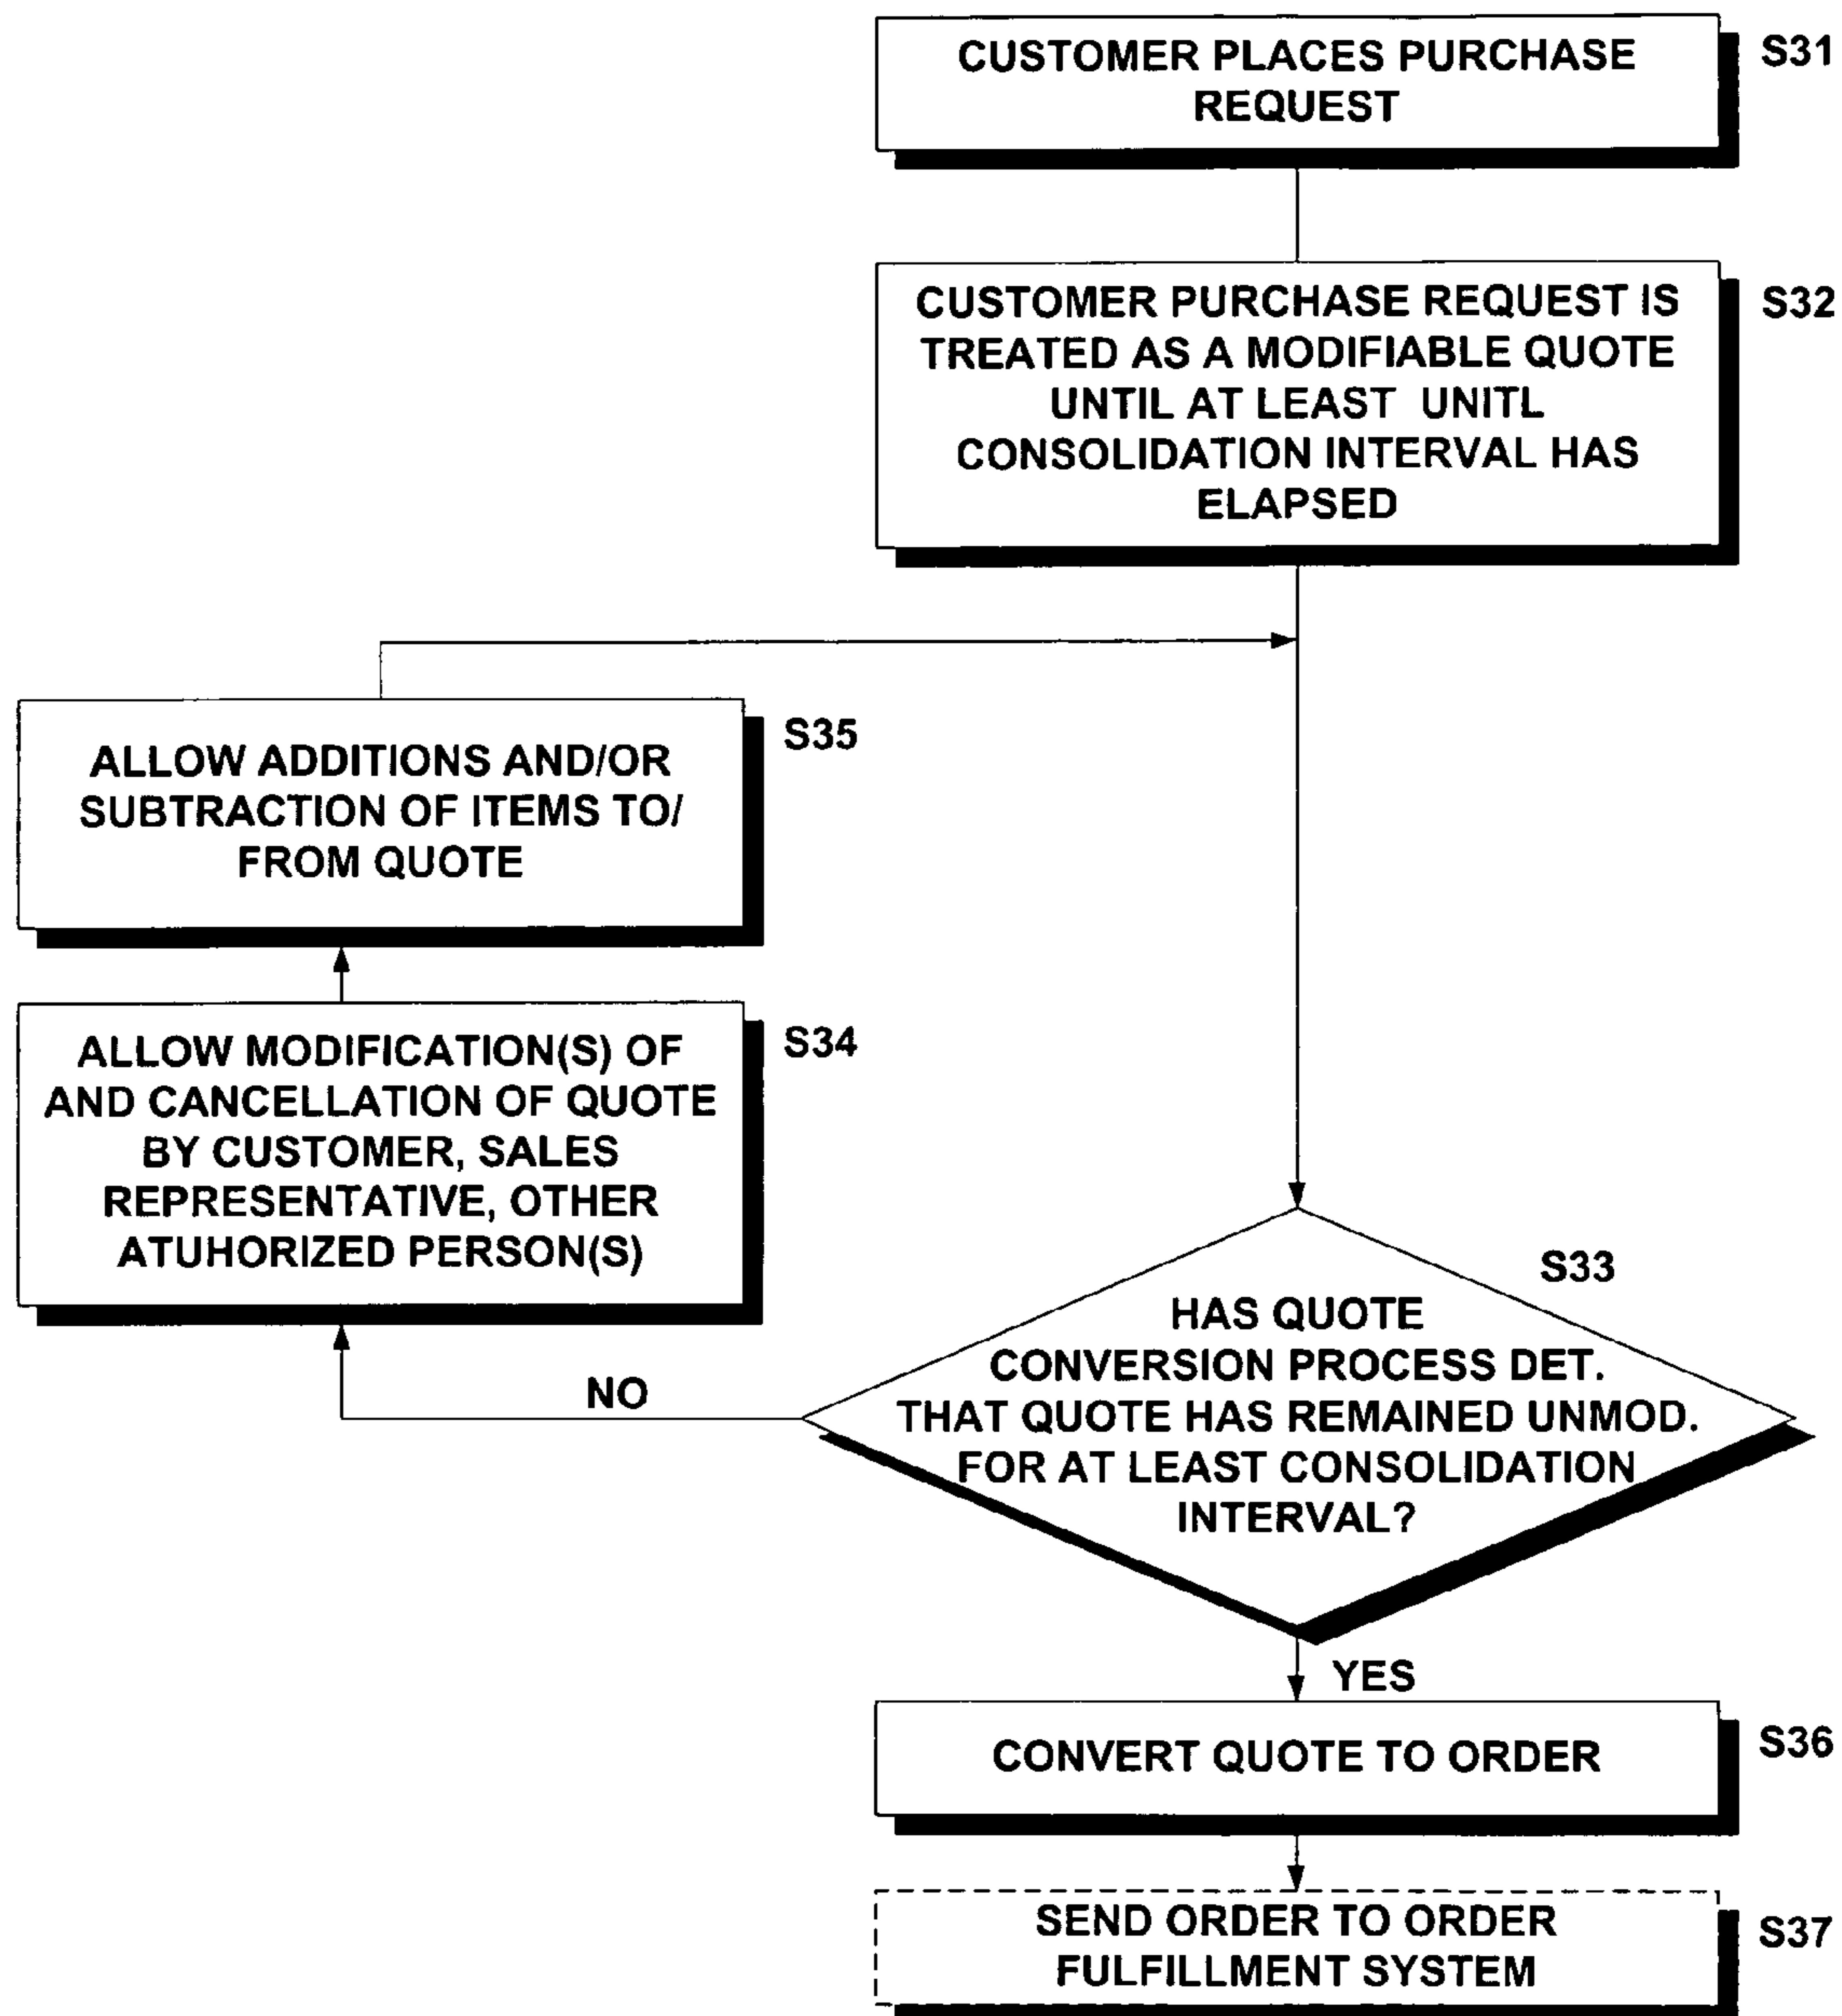 CUSTOMER PLACES PURCHASE
REQUEST
S31
CUSTOMER PURCHASE REQUEST IS
TREATED AS A MODIFIABLE QUOTE
UNTIL AT LEAST UNITL
CONSOLIDATION INTERVAL HAS
ELAPSED
S32
ALLOW ADDITIONS AND/OR
SUBTRACTION OF ITEMS TO/
FROM QUOTE
S35
ALLOW MODIFICATION(S) OF
AND CANCELLATION OF QUOTE
BY CUSTOMER, SALES
REPRESENTATIVE, OTHER
ATUHORIZED PERSON(S)
S34
S33
HAS QUOTE
CONVERSION PROCESS DET.
THAT QUOTE HAS REMAINED UNMOD.
FOR AT LEAST CONSOLIDATION
INTERVAL?
NO
YES
CONVERT QUOTE TO ORDER
S36
SEND ORDER TO ORDER
FULFILLMENT SYSTEM
S37